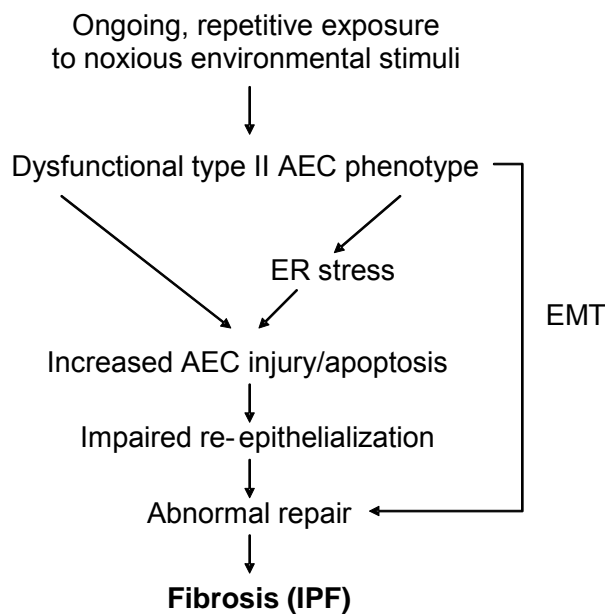 Ongoing, repetitive exposure
to noxious environmental stimuli
Dysfunctional type II AEC phenotype
ER stress
EMT
Increased AEC injury/apoptosis
Impaired re-epithelialization
Abnormal repair
Fibrosis (IPF)